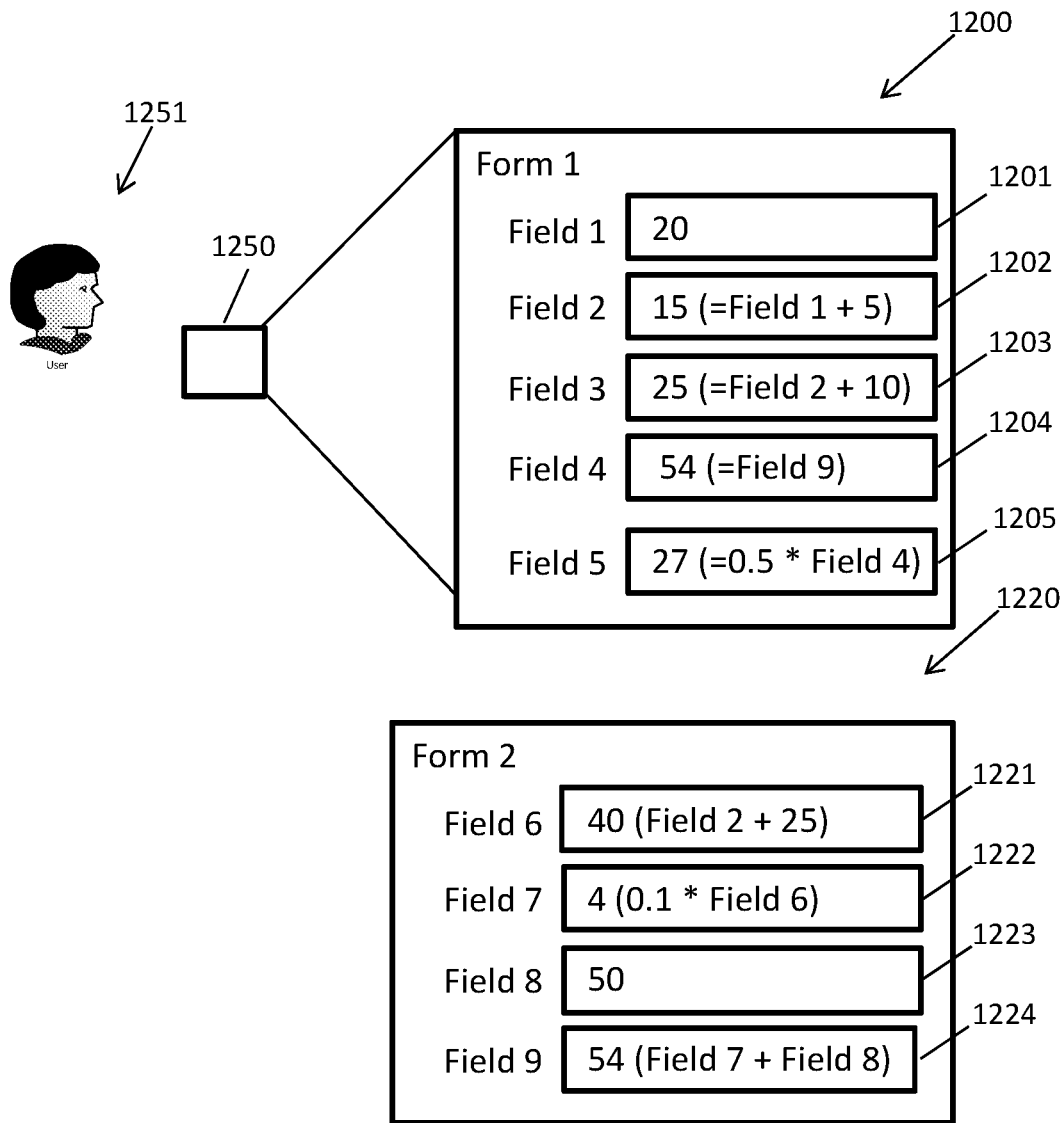 1200
1251
Form 1
1201
Field 1 20
1250
1202
Field 2 15 (=Field 1 + 5)
1203
Field 3 25 (=Field 2 + 10)
User
1204
Field 4 54 (=Field 9)
1205
Field 5 27 (=0.5 * Field 4)
1220
Form 2
1221
Field 6 40 (Field 2 + 25)
1222
Field 7 4 (0.1 * Field 6)
1223
Field 8 50
1224
Field 9 54 (Field 7 + Field 8)